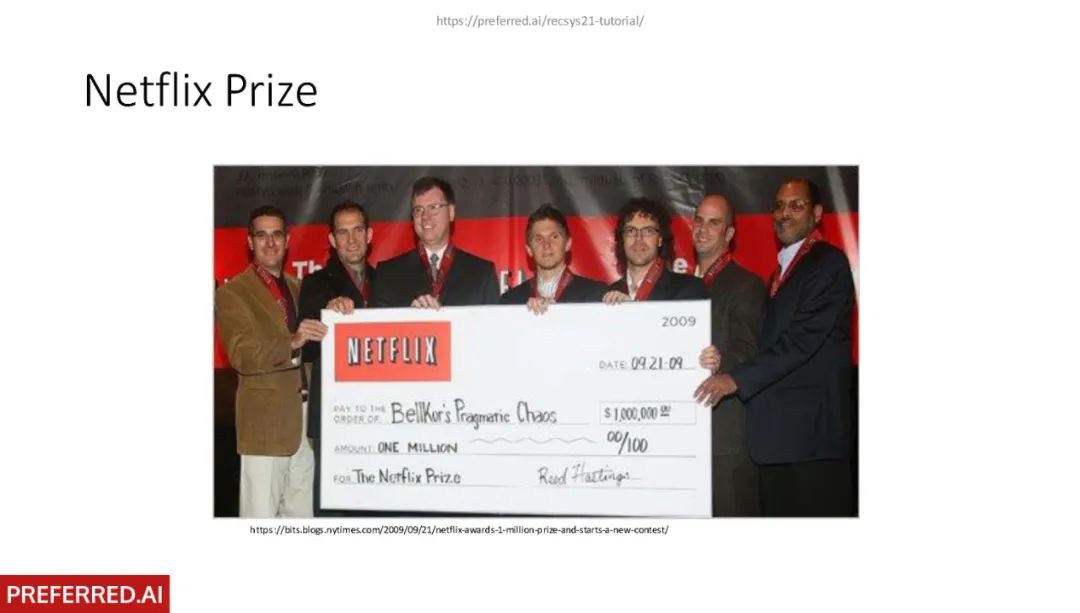 https://preferred.ai/recsys21-tutorial/
Netflix Prize
2009
NETFLIX
DATE: 09.21.09
PAY TO THE
ORDER OF: BellKor's Pragmatic Chaos
$ 1,000,000 00
AMOUNT: ONE MILLION 00/100
FOR The Netflix Prize Reed Hastings
https://bits.blogs.nytimes.com/2009/09/21/netflix-awards-1-million-prize-and-starts-a-new-contest/
PREFERRED.AI